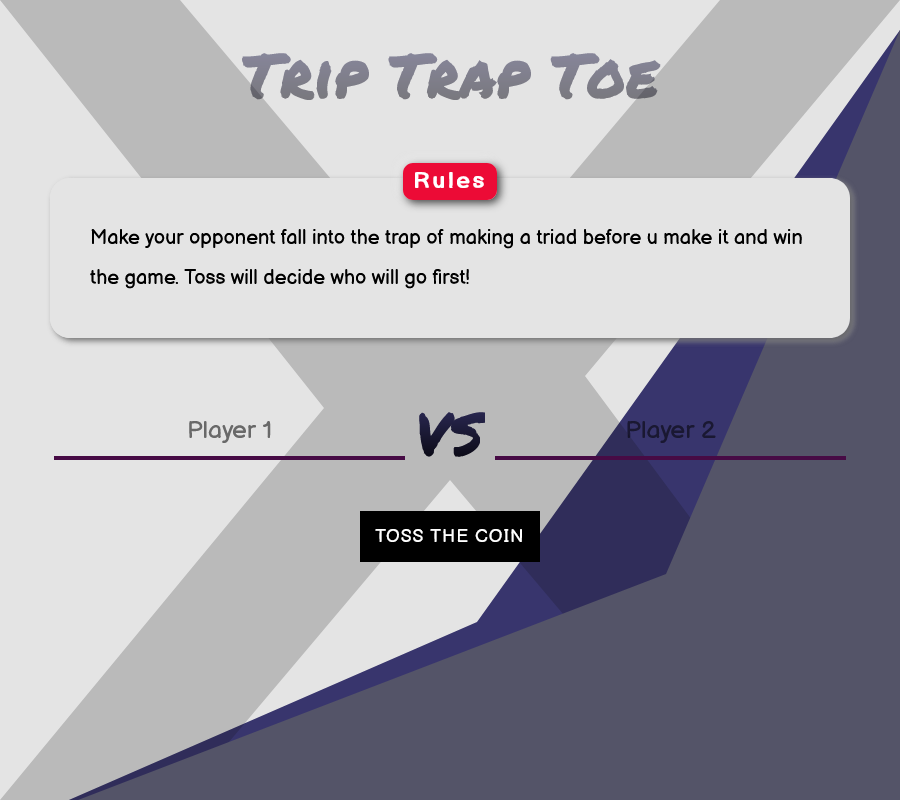 Trip Trap Toe
Rules
Make your opponent fall into the trap of making a triad before u make it and win
the game. Toss will decide who will go first!
Player 1
VS
Player 2
TOSS THE COIN